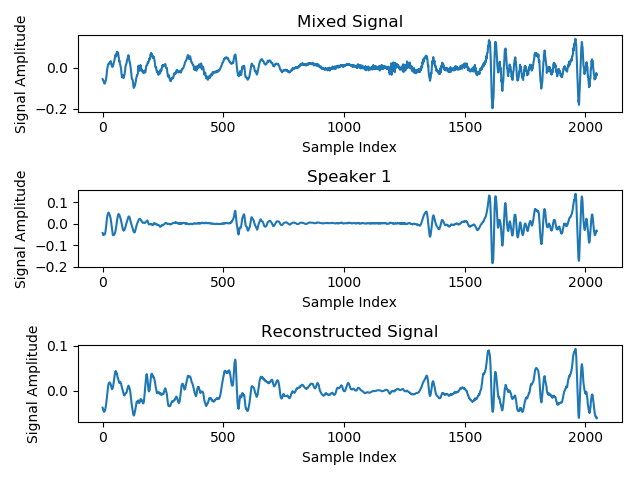 Mixed Signal
Signal Amplitude
0.0
−0.2
0 500 1000 1500 2000
Sample Index
Speaker 1
Signal Amplitude
0.1
0.0
−0.1
−0.2
0 500 1000 1500 2000
Sample Index
Reconstructed Signal
Signal Amplitude
0.1
0.0
0 500 1000 1500 2000
Sample Index